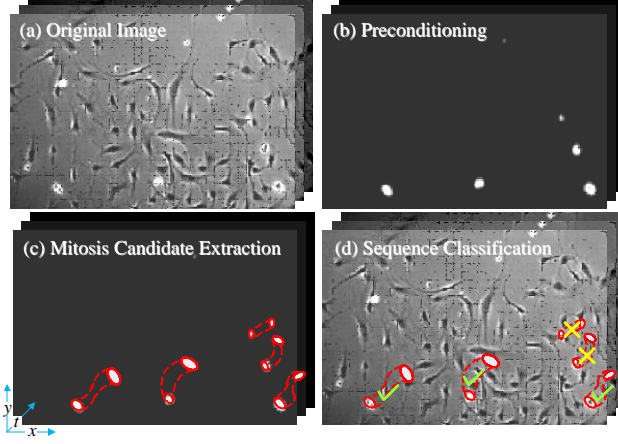 (a) Original Image
(b) Preconditioning
(c) Mitosis Candidate Extraction
(d) Sequence Classification
y
t
x